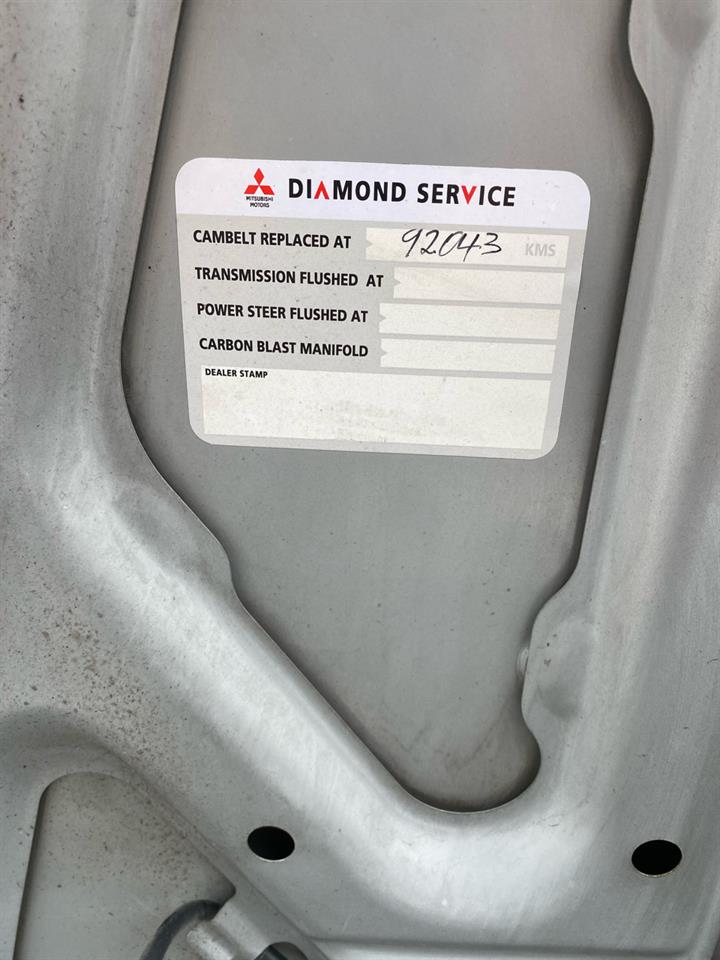 MITSUBISHI
MOTORS
DIAMOND SERVICE
CAMBELT REPLACED AT 92043 KMS
TRANSMISSION FLUSHED AT
POWER STEER FLUSHED AT
CARBON BLAST MANIFOLD
DEALER STAMP